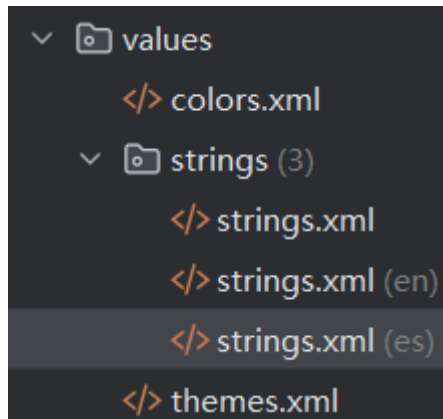 values
</> colors.xml
strings (3)
</> strings.xml
</> strings.xml (en)
</> strings.xml (es)
</> themes.xml